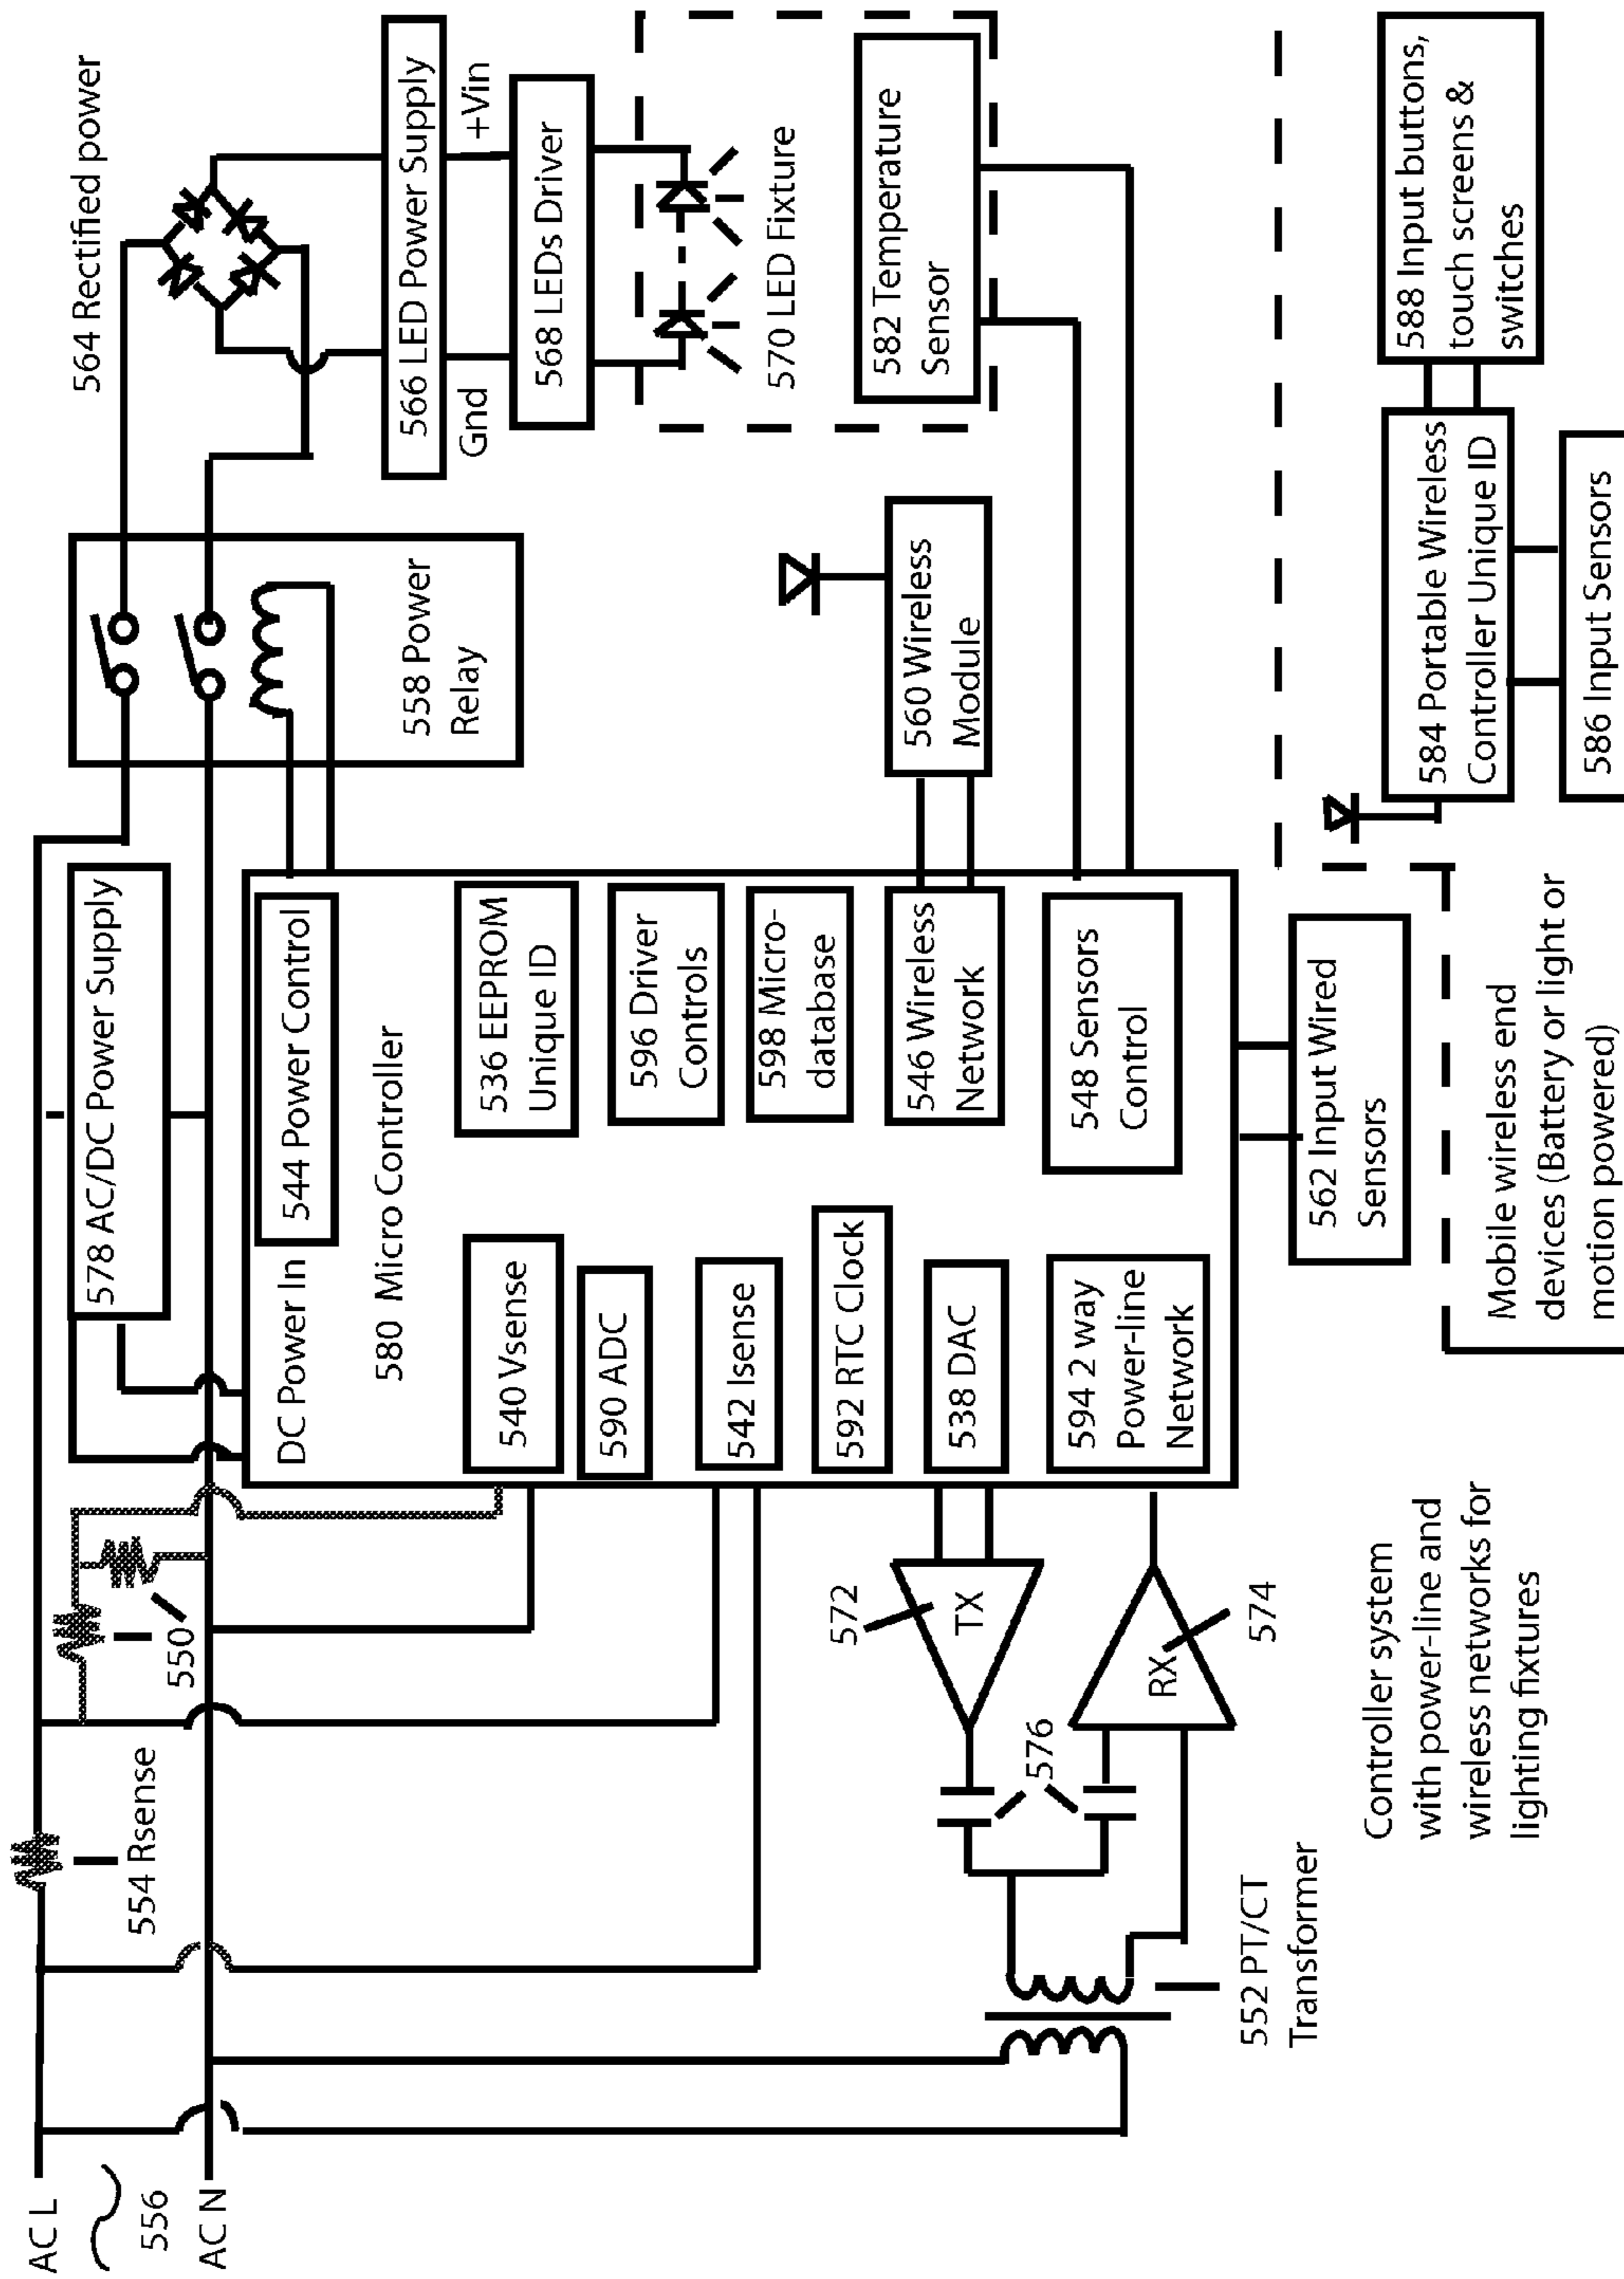 AC L
556
AC N
554 Rsense
550
578 AC/DC Power Supply
564 Rectified power
558 Power
Relay
566 LED Power Supply
Gnd
+Vin
568 LEDs Driver
570 LED Fixture
582 Temperature
Sensor
DC Power In
544 Power Control
580 Micro Controller
540 Vsense
536 EEPROM
Unique ID
590 ADC
596 Driver
Controls
542 Isense
598 Micro-
database
592 RTC Clock
538 DAC
546 Wireless
Network
594 2 way
Power-line
Network
548 Sensors
Control
560 Wireless
Module
572
TX
RX
574
576
552 PT/CT
Transformer
562 Input Wired
Sensors
Controller system
with power-line and
wireless networks for
lighting fixtures
Mobile wireless end
devices (Battery or light or
motion powered)
584 Portable Wireless
Controller Unique ID
588 Input buttons,
touch screens &
switches
586 Input Sensors